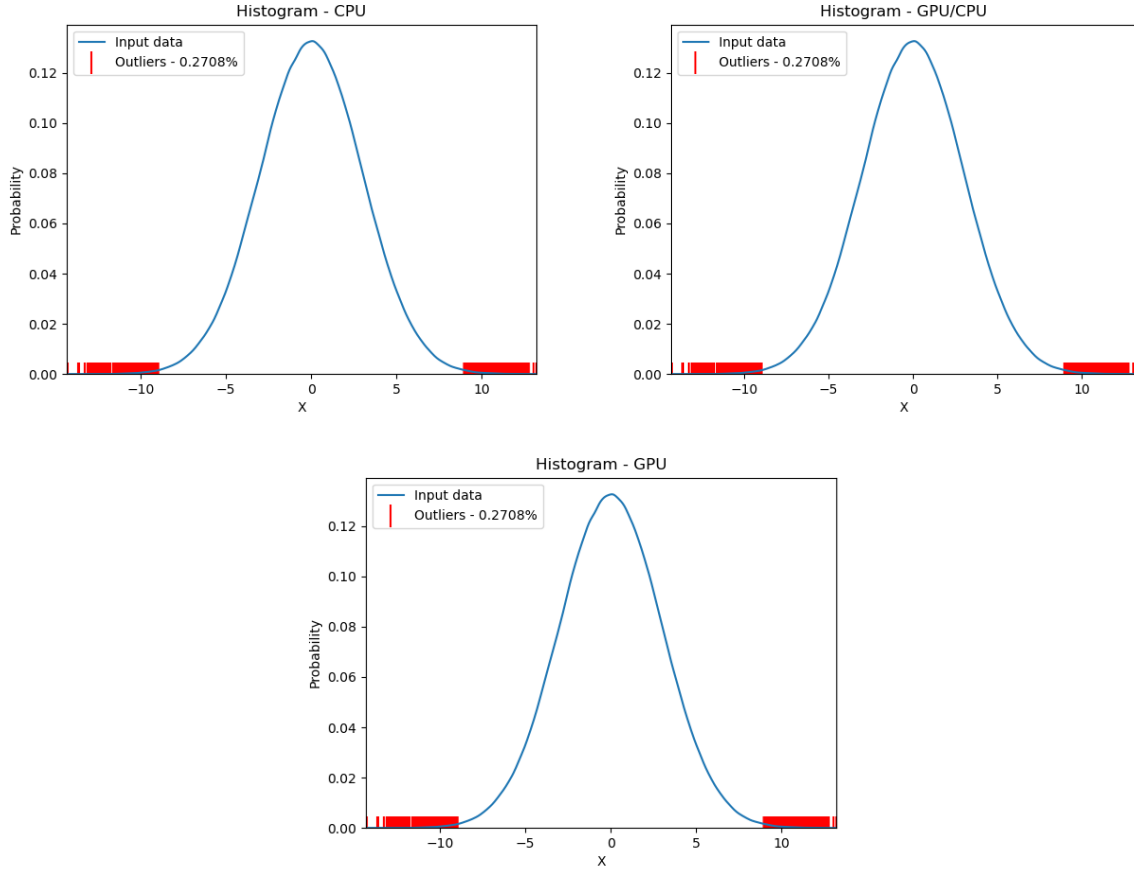 Histogram - CPU
Input data
Outliers - 0.2708%
0.12
0.10
0.08
0.06
0.04
0.02
0.00
Probability
−10
−5
0
5
10
X
Histogram - GPU/CPU
Input data
Outliers - 0.2708%
0.12
0.10
0.08
0.06
0.04
0.02
0.00
Probability
−10
−5
0
5
10
X
Histogram - GPU
Input data
Outliers - 0.2708%
0.12
0.10
0.08
0.06
0.04
0.02
0.00
Probability
−10
−5
0
5
10
X